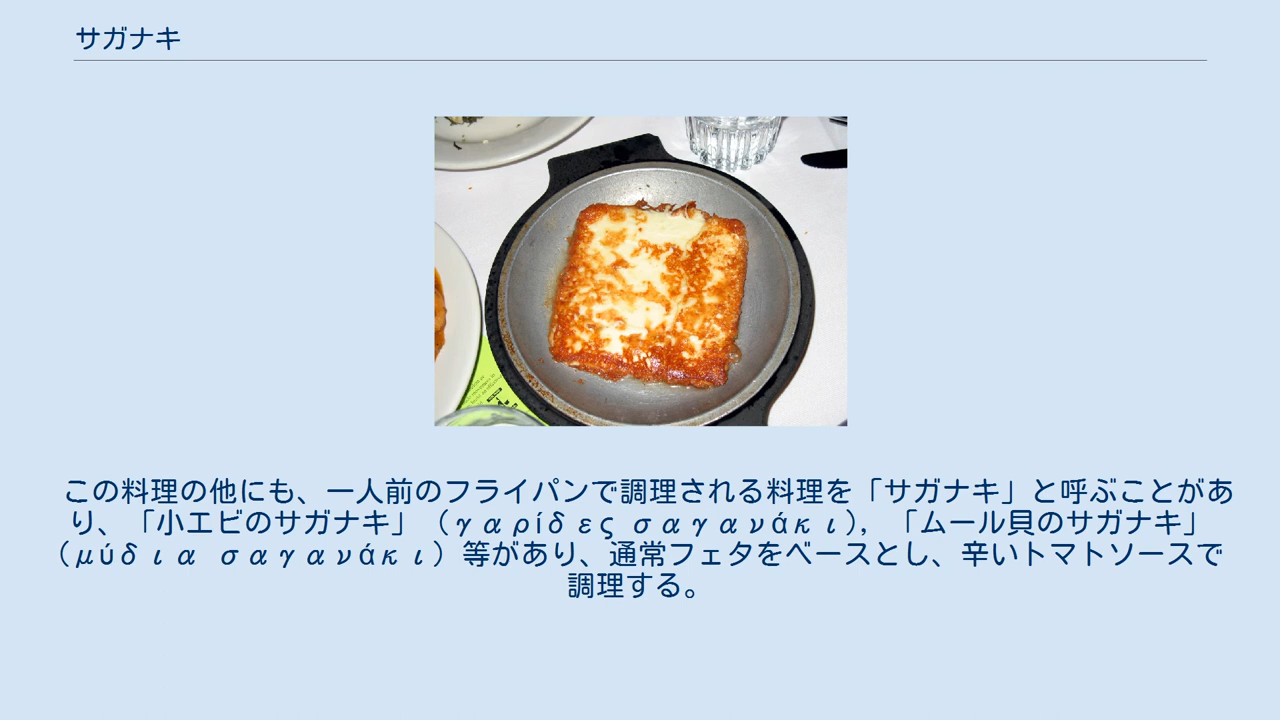 サガナキ
この料理の他にも、一人前のフライパンで調理される料理を「サガナキ」と呼ぶことがあ
り、「小エビのサガナキ」（γαρίδες σαγανάκι），「ムール貝のサガナキ」
（μύδια σαγανάκι）等があり、通常フェタをベースとし、辛いトマトソースで
調理する。